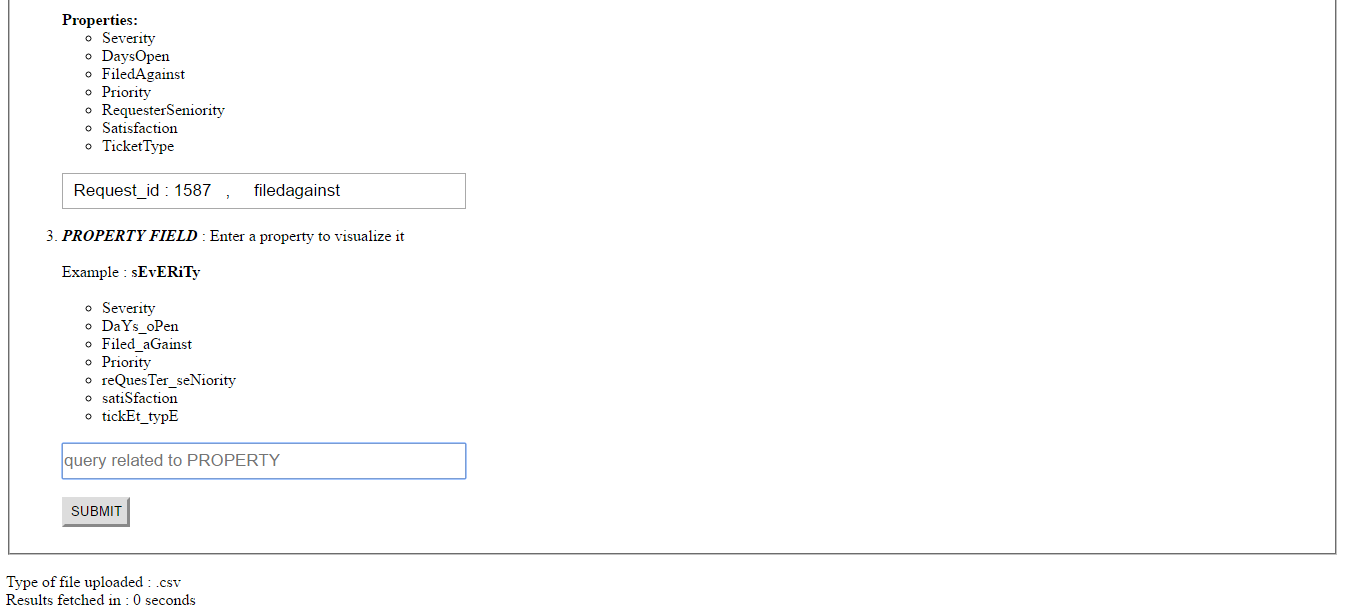 Properties:
Severity
DaysOpen
FiledAgainst
Priority
RequesterSeniority
Satisfaction
TicketType
Request_id : 1587 , filedagainst
3. PROPERTY FIELD : Enter a property to visualize it
Example : sEvERiTy
Severity
DaYs_oPen
Filed_aGainst
Priority
reQuesTer_seNiority
satiSfaction
tickEt_typE
query related to PROPERTY
SUBMIT
Type of file uploaded : .csv
Results fetched in : 0 seconds